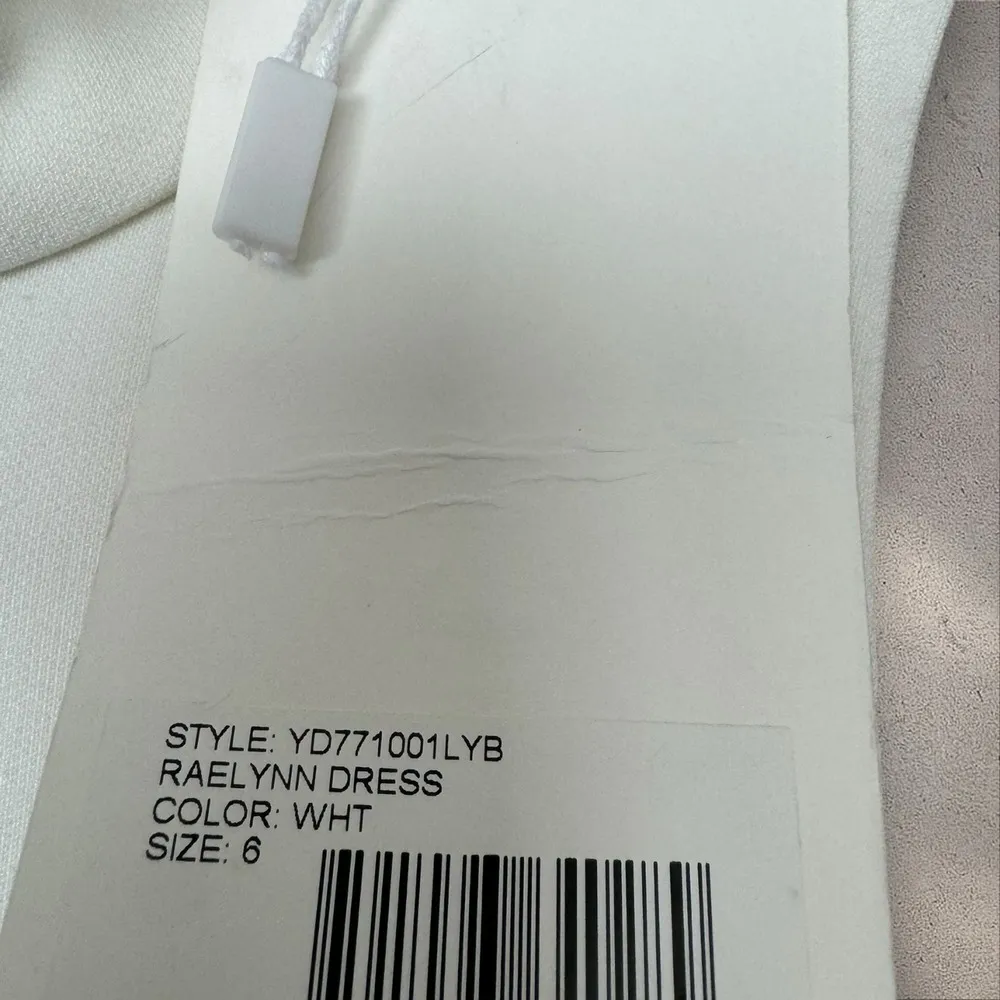 STYLE: YD771001LYB
RAELYNN DRESS
COLOR: WHT
SIZE: 6